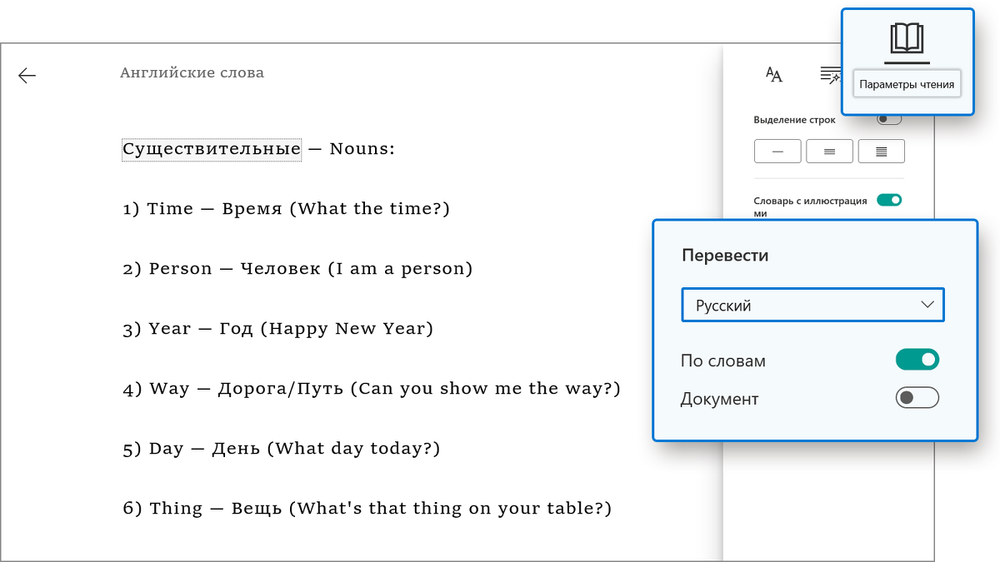 Английские слова
Существительные — Nouns:
1) Time — Время (What the time?)
2) Person — Человек (I am a person)
3) Year — Год (Happy New Year)
4) Way — Дорога/Путь (Can you show me the way?)
5) Day — День (What day today?)
6) Thing — Вещь (What's that thing on your table?)
AA
Параметры чтения
Выделение строк
Словарь с иллюстрация
ми
Перевести
Русский
По словам
Документ